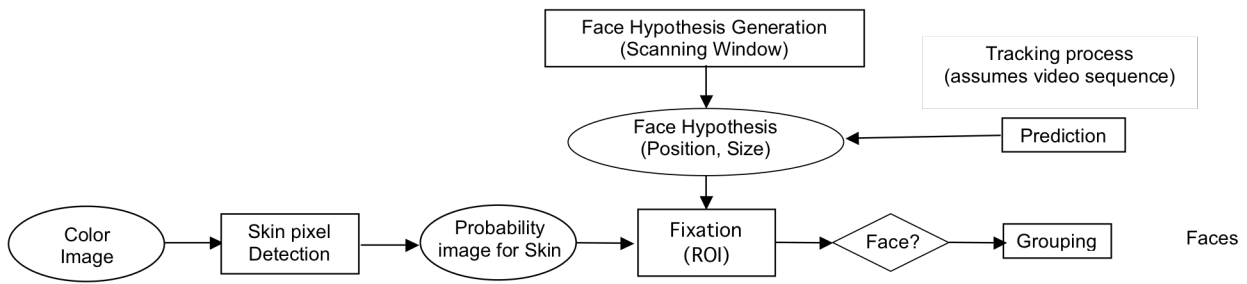 Face Hypothesis Generation
(Scanning Window)
Tracking process
(assumes video sequence)
Face Hypothesis
(Position, Size)
Prediction
Color
Image
Skin pixel
Detection
Probability
image for Skin
Fixation
(ROI)
Face?
Grouping
Faces